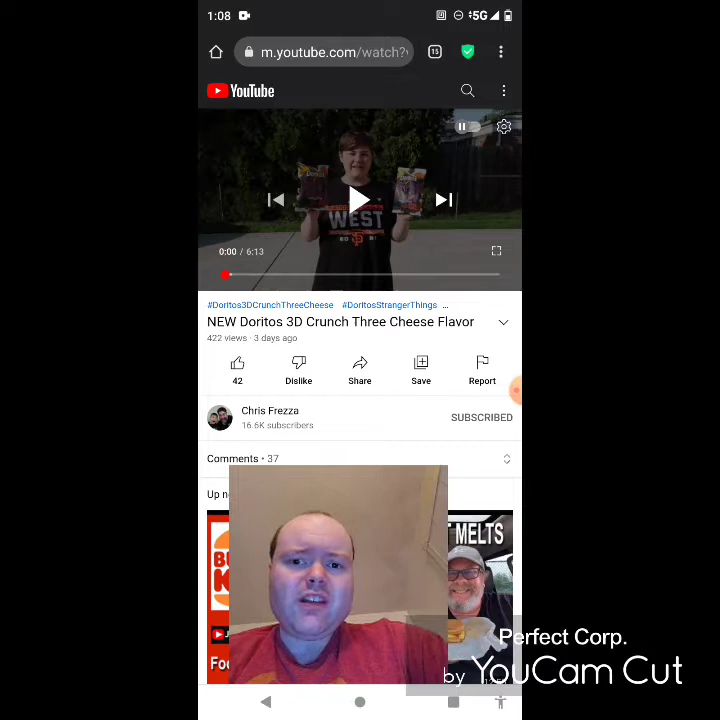 1:08
5G
m.youtube.com/watch?v
15
YouTube
WEST
0:00 / 6:13
#Doritos3DCrunchThreeCheese #DoritosStrangerThings ...
NEW Doritos 3D Crunch Three Cheese Flavor
422 views · 3 days ago
42 Dislike Share Save Report
Chris Frezza
16.6K subscribers
SUBSCRIBED
Comments • 37
Up n
MELTS
Foo
Perfect Corp.
by YouCam Cut